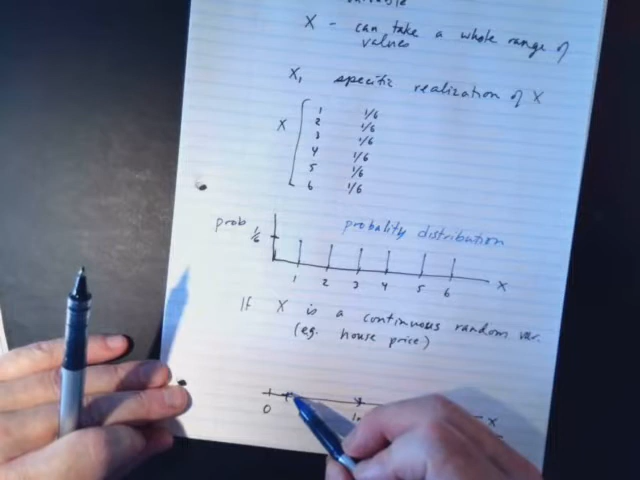 X - can take a whole range of
values
X, specific realization of X
X
1 1/6
2 1/6
3 1/6
4 1/6
5 1/6
6 1/6
prob
1/6
probality distribution
1 2 3 4 5 6 X
If X is a continuous random var.
(eg. house price)
0 X